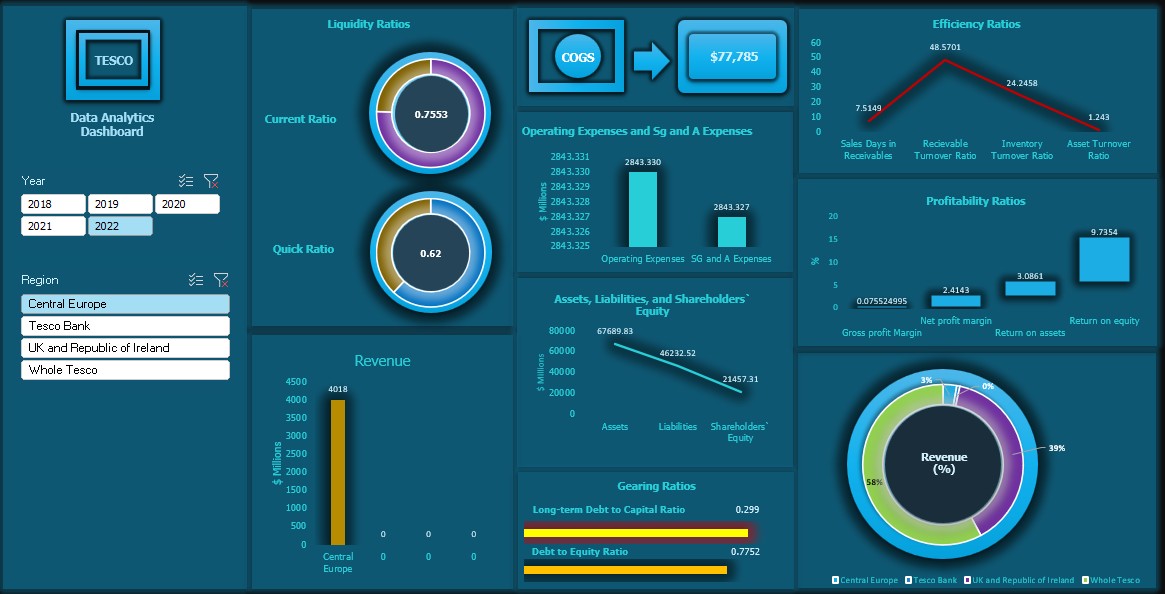 TESCO
Data Analytics
Dashboard
Year
2018
2019
2020
2021
2022
Region
Central Europe
Tesco Bank
UK and Republic of Ireland
Whole Tesco
Liquidity Ratios
Current Ratio
0.7553
Quick Ratio
0.62
Revenue
$ Millions
4500
4000
3500
3000
2500
2000
1500
1000
500
0
4018
0
0
0
Central
Europe
0
0
0
COGS
$77,785
Operating Expenses and Sg and A Expenses
$ Millions
2843.331
2843.330
2843.329
2843.328
2843.327
2843.326
2843.325
2843.330
2843.327
Operating Expenses
SG and A Expenses
Assets, Liabilities, and Shareholders`
Equity
$ Millions
80000
60000
40000
20000
0
67689.83
46232.52
21457.31
Assets
Liabilities
Shareholders`
Equity
Gearing Ratios
Long-term Debt to Capital Ratio
0.299
Debt to Equity Ratio
0.7752
Efficiency Ratios
60
50
40
30
20
10
0
7.5149
48.5701
24.2458
1.243
Sales Days in
Receivables
Recievable
Turnover Ratio
Inventory
Turnover Ratio
Asset Turnover
Ratio
Profitability Ratios
%
20
15
10
5
0
0.075524995
2.4143
3.0861
9.7354
Gross profit Margin
Net profit margin
Return on assets
Return on equity
3%
0%
39%
58%
Revenue
(%)
Central Europe
Tesco Bank
UK and Republic of Ireland
Whole Tesco